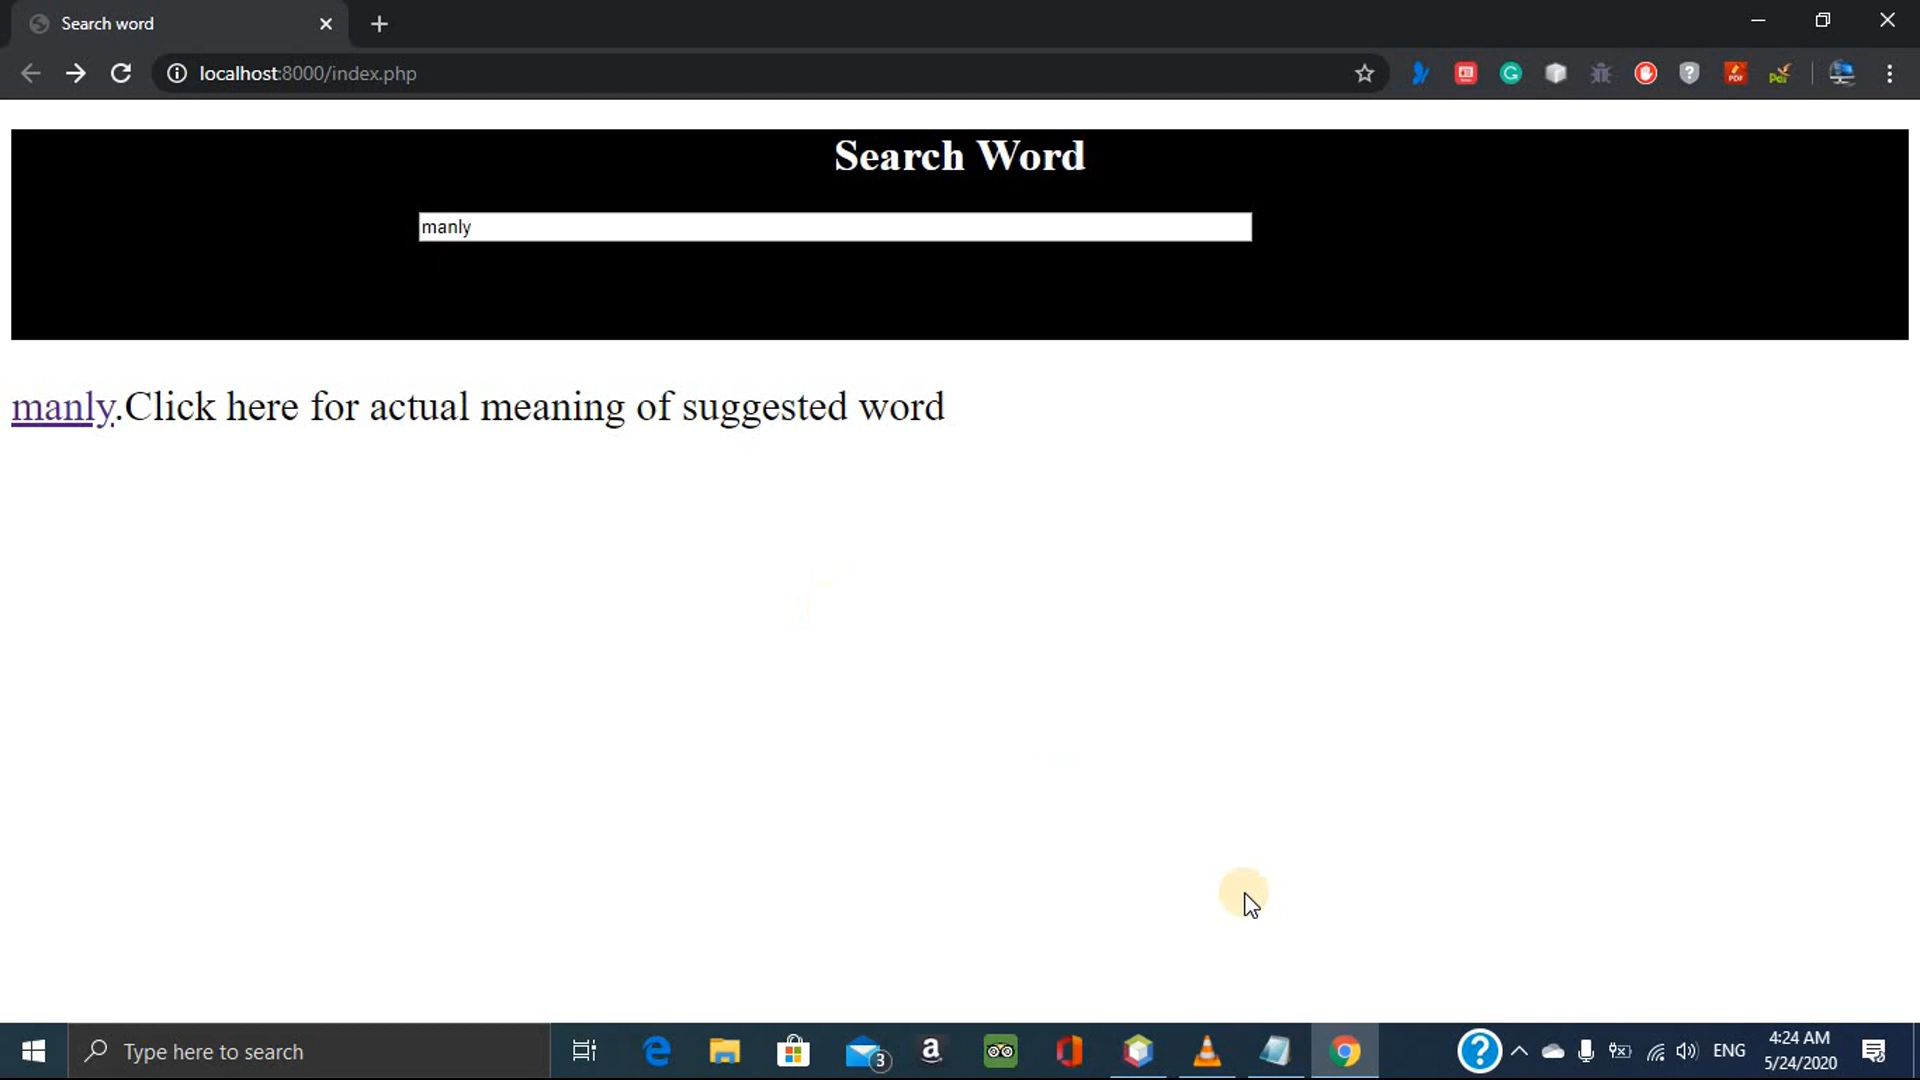 Search word
localhost:8000/index.php
Search Word
manly
manly.Click here for actual meaning of suggested word
Type here to search
3
ENG
4:24 AM
5/24/2020